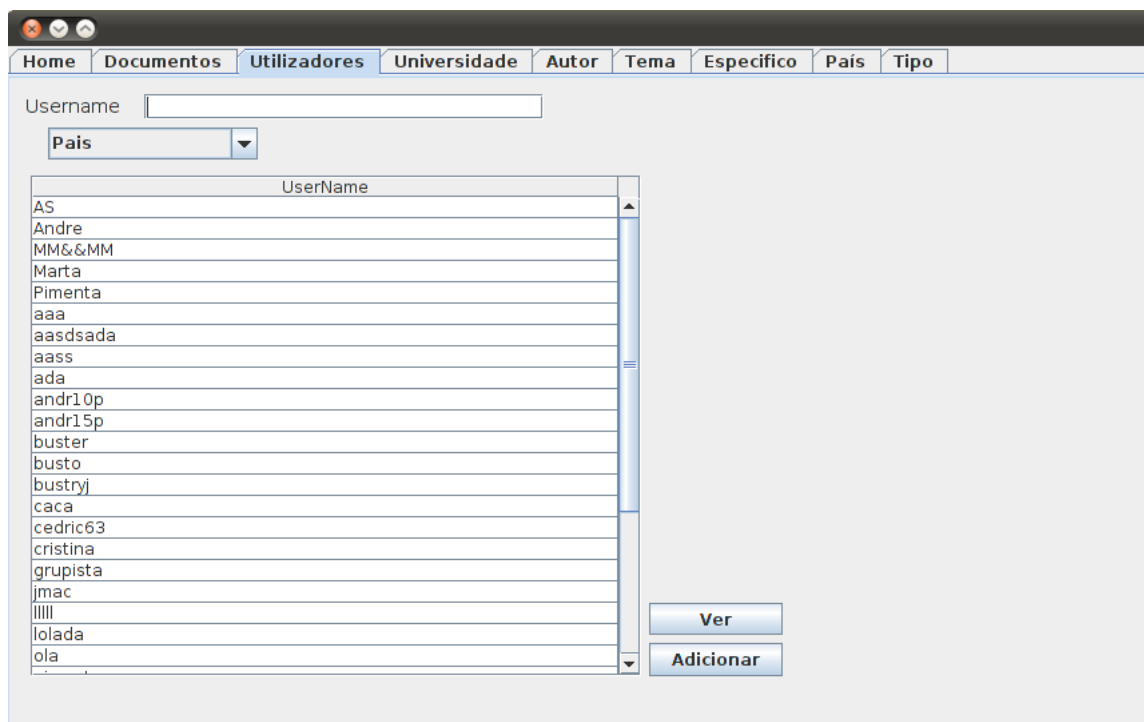 Home Documentos Utilizadores Universidade Autor Tema Especifico País Tipo
Username
Pais
UserName
AS
Andre
MM&&MM
Marta
Pimenta
aaa
aasdsada
aass
ada
andr10p
andr15p
buster
busto
bustryj
caca
cedric63
cristina
grupista
jmac
lllll
lolada
ola
Ver
Adicionar